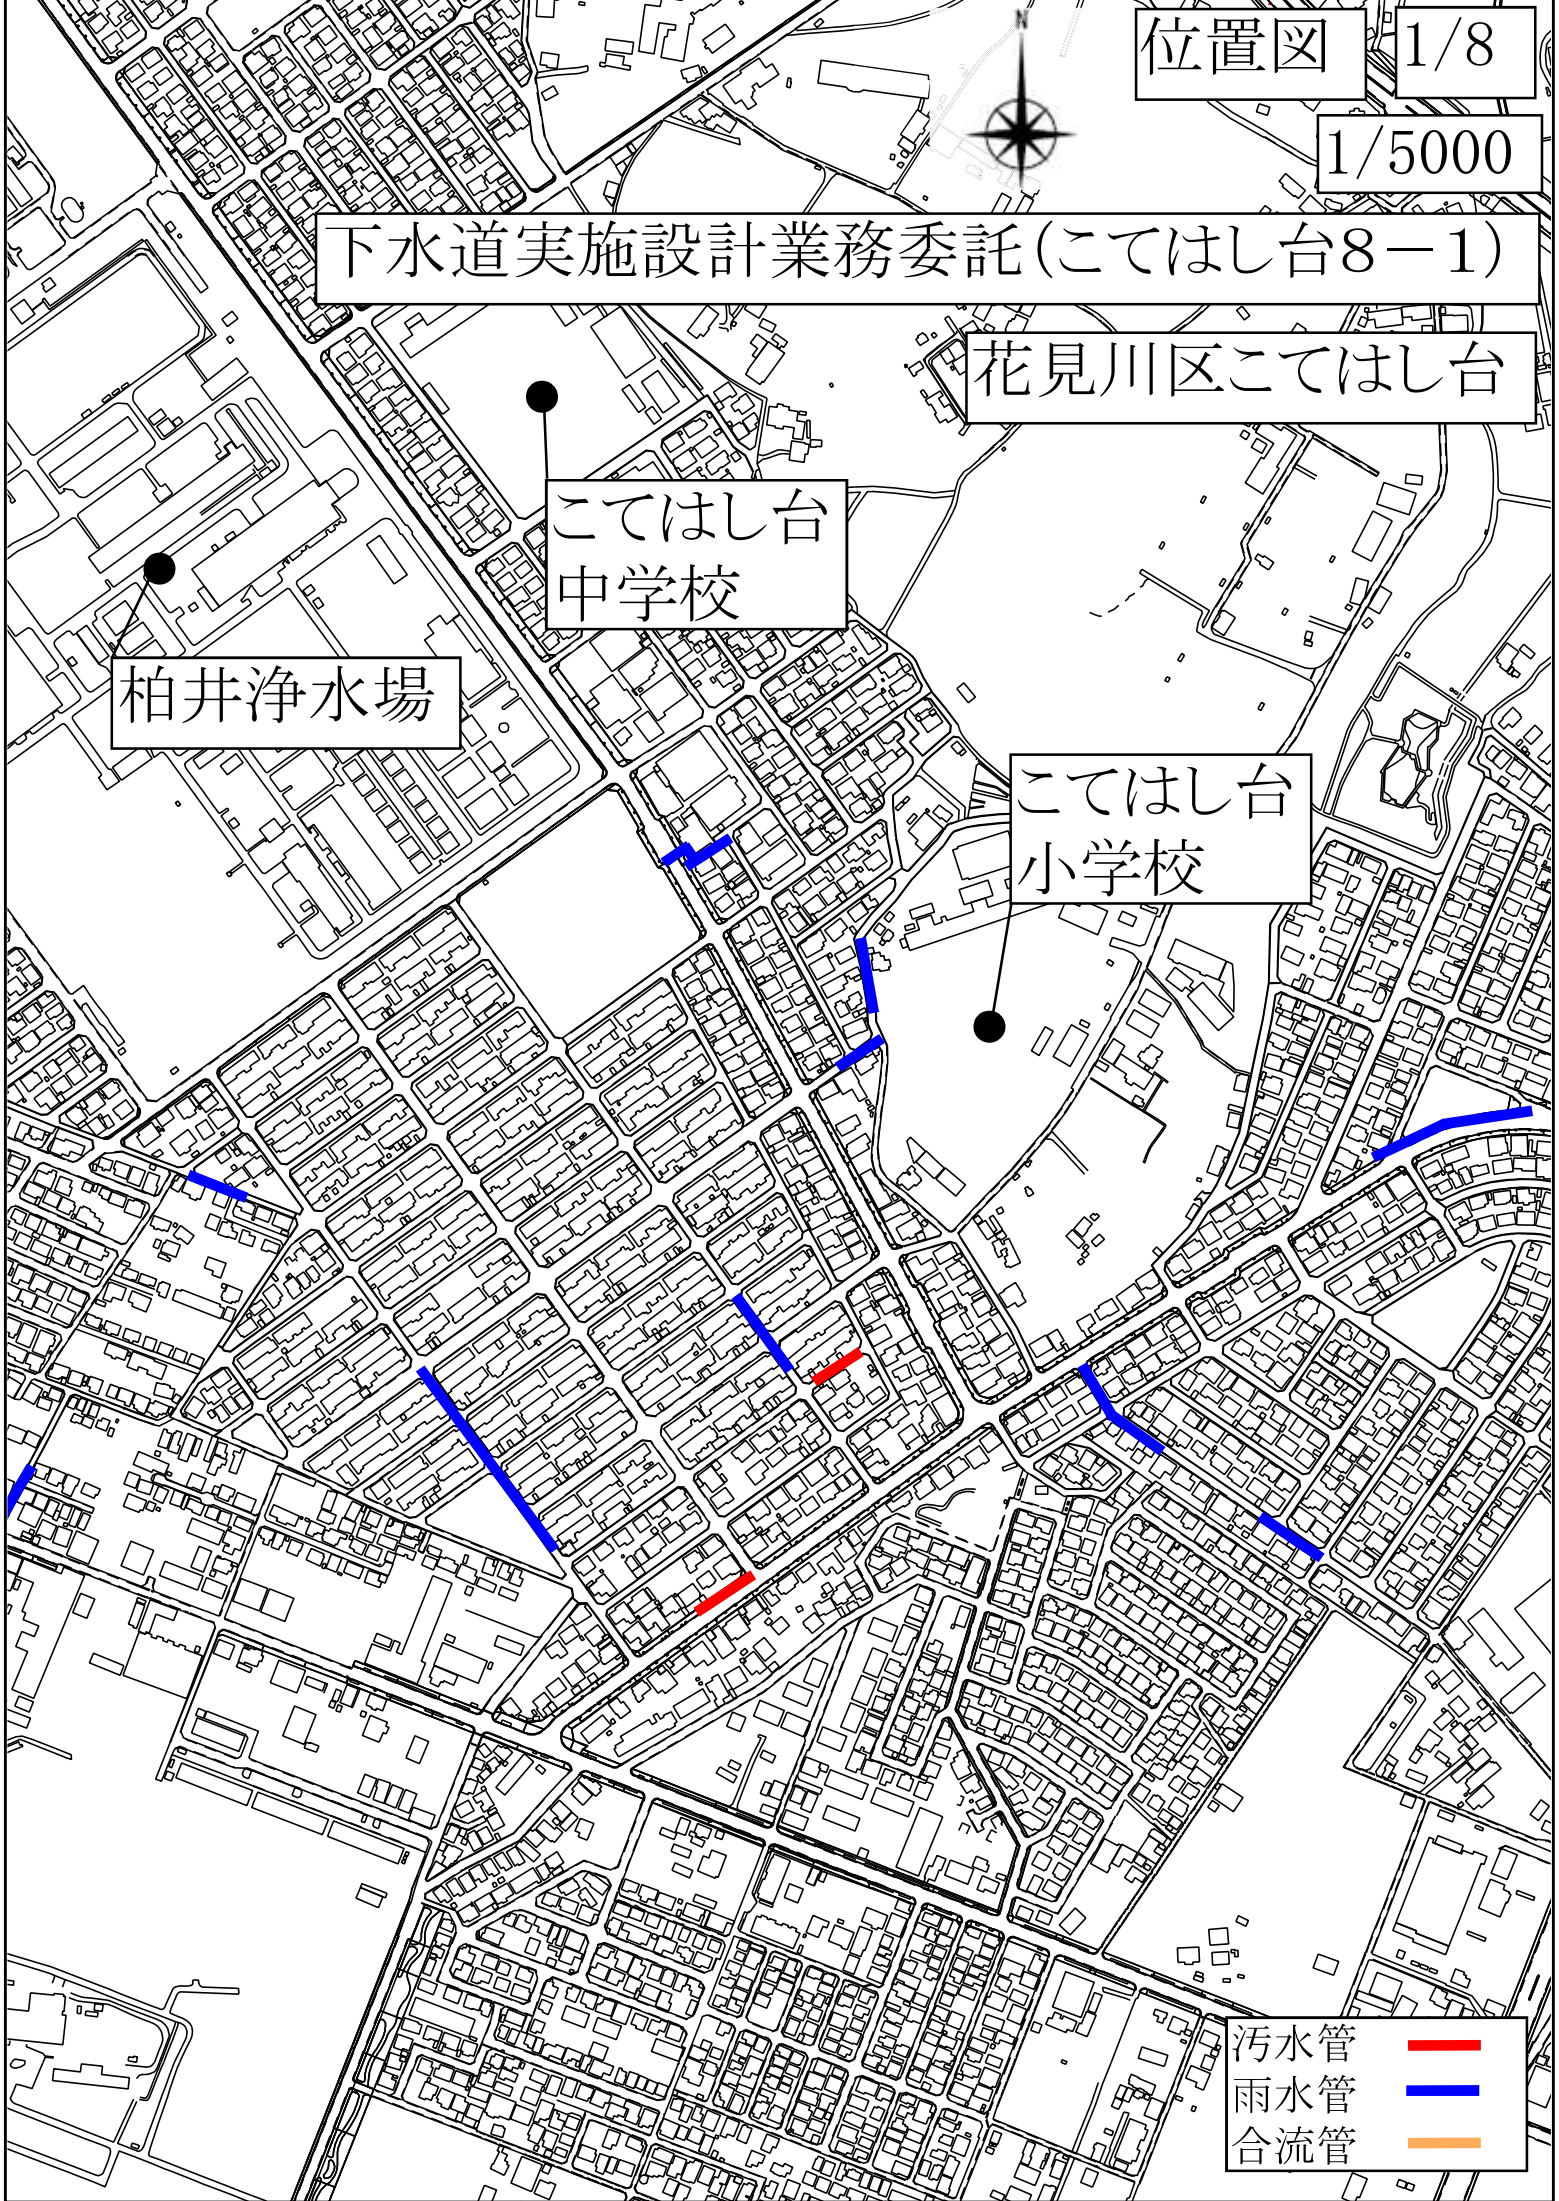 N
位置図
1/8
1/5000
下水道実施設計業務委託(こてはし台8－1)
花見川区こてはし台
こてはし台
中学校
柏井浄水場
こてはし台
小学校
汚水管
雨水管
合流管